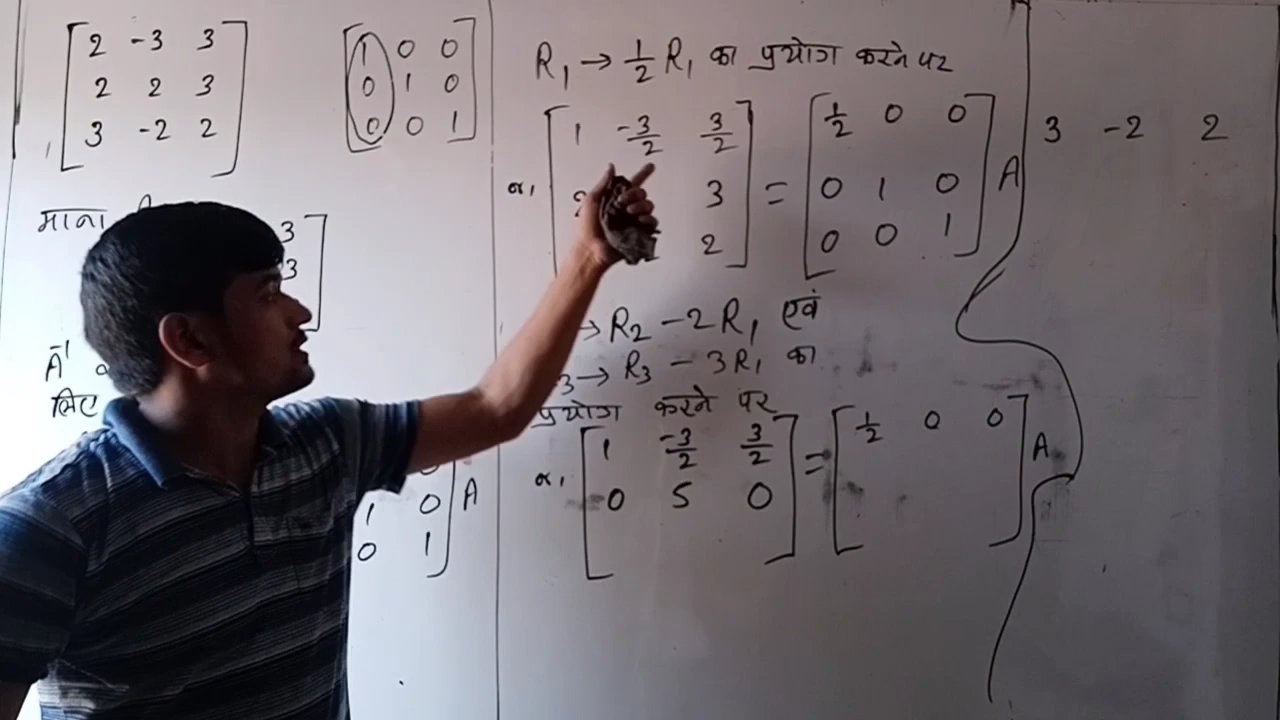 2 -3 3
2 2 3
3 -2 2
1 0 0
0 1 0
0 0 1
माना
3
3
A⁻¹
लिए
0
1 0 A
0 1
R₁ → 1/2 R₁ का प्रयोग करने पर
α, 1 -3/2 3/2 = 1/2 0 0 A
3 0 1 0
2 0 0 1
→ R₂ - 2R₁ एवं
3 → R₃ - 3R₁ का
प्रयोग करने पर
α, 1 -3/2 3/2 = 1/2 0 0 A
0 5 0
3 -2 2